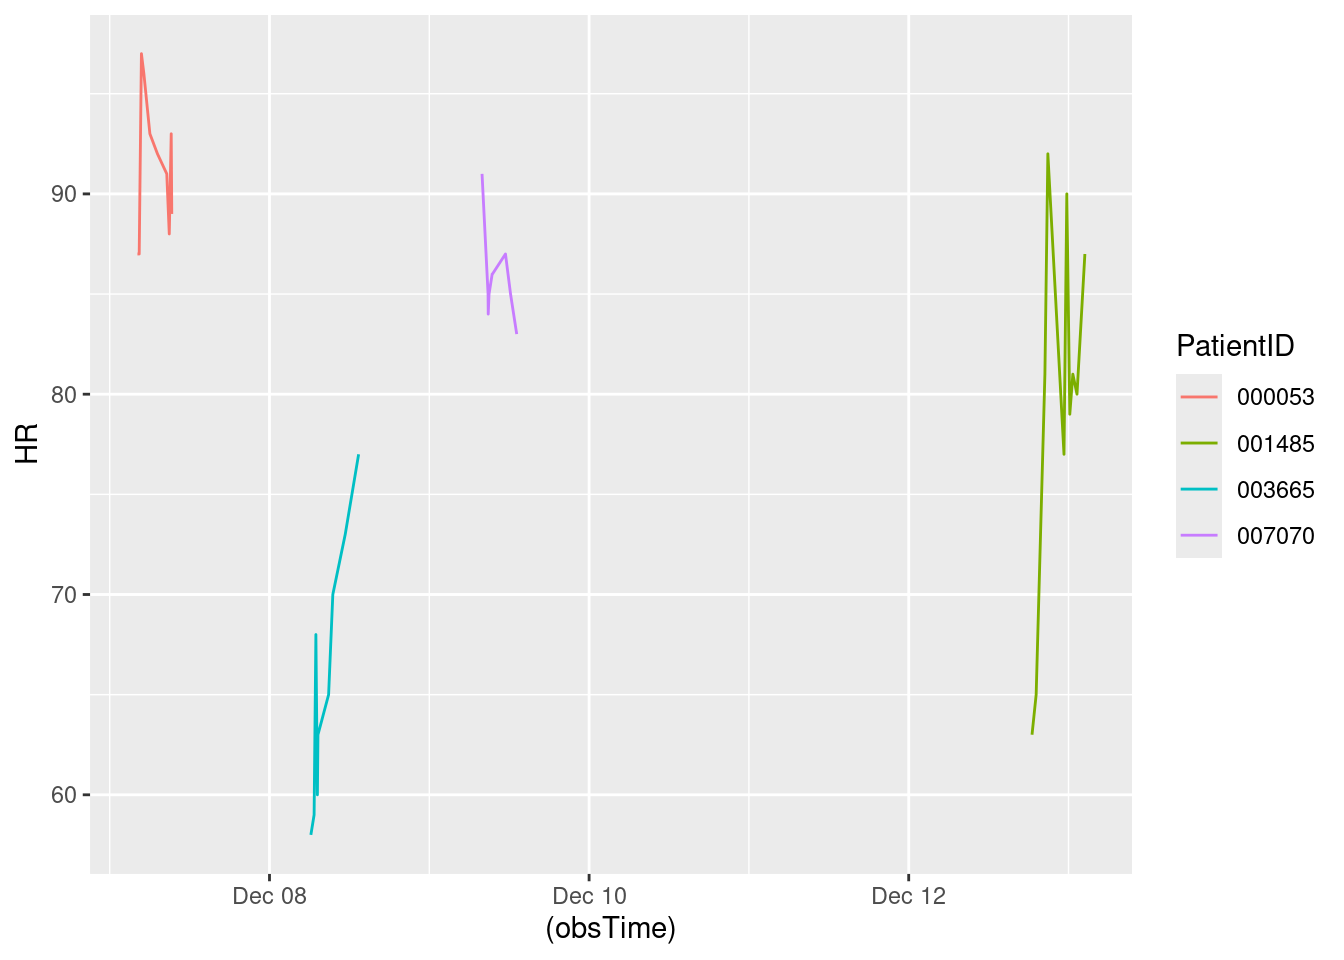 90
80
70
60
HR
Dec 08
Dec 10
Dec 12
(obsTime)
PatientID
000053
001485
003665
007070